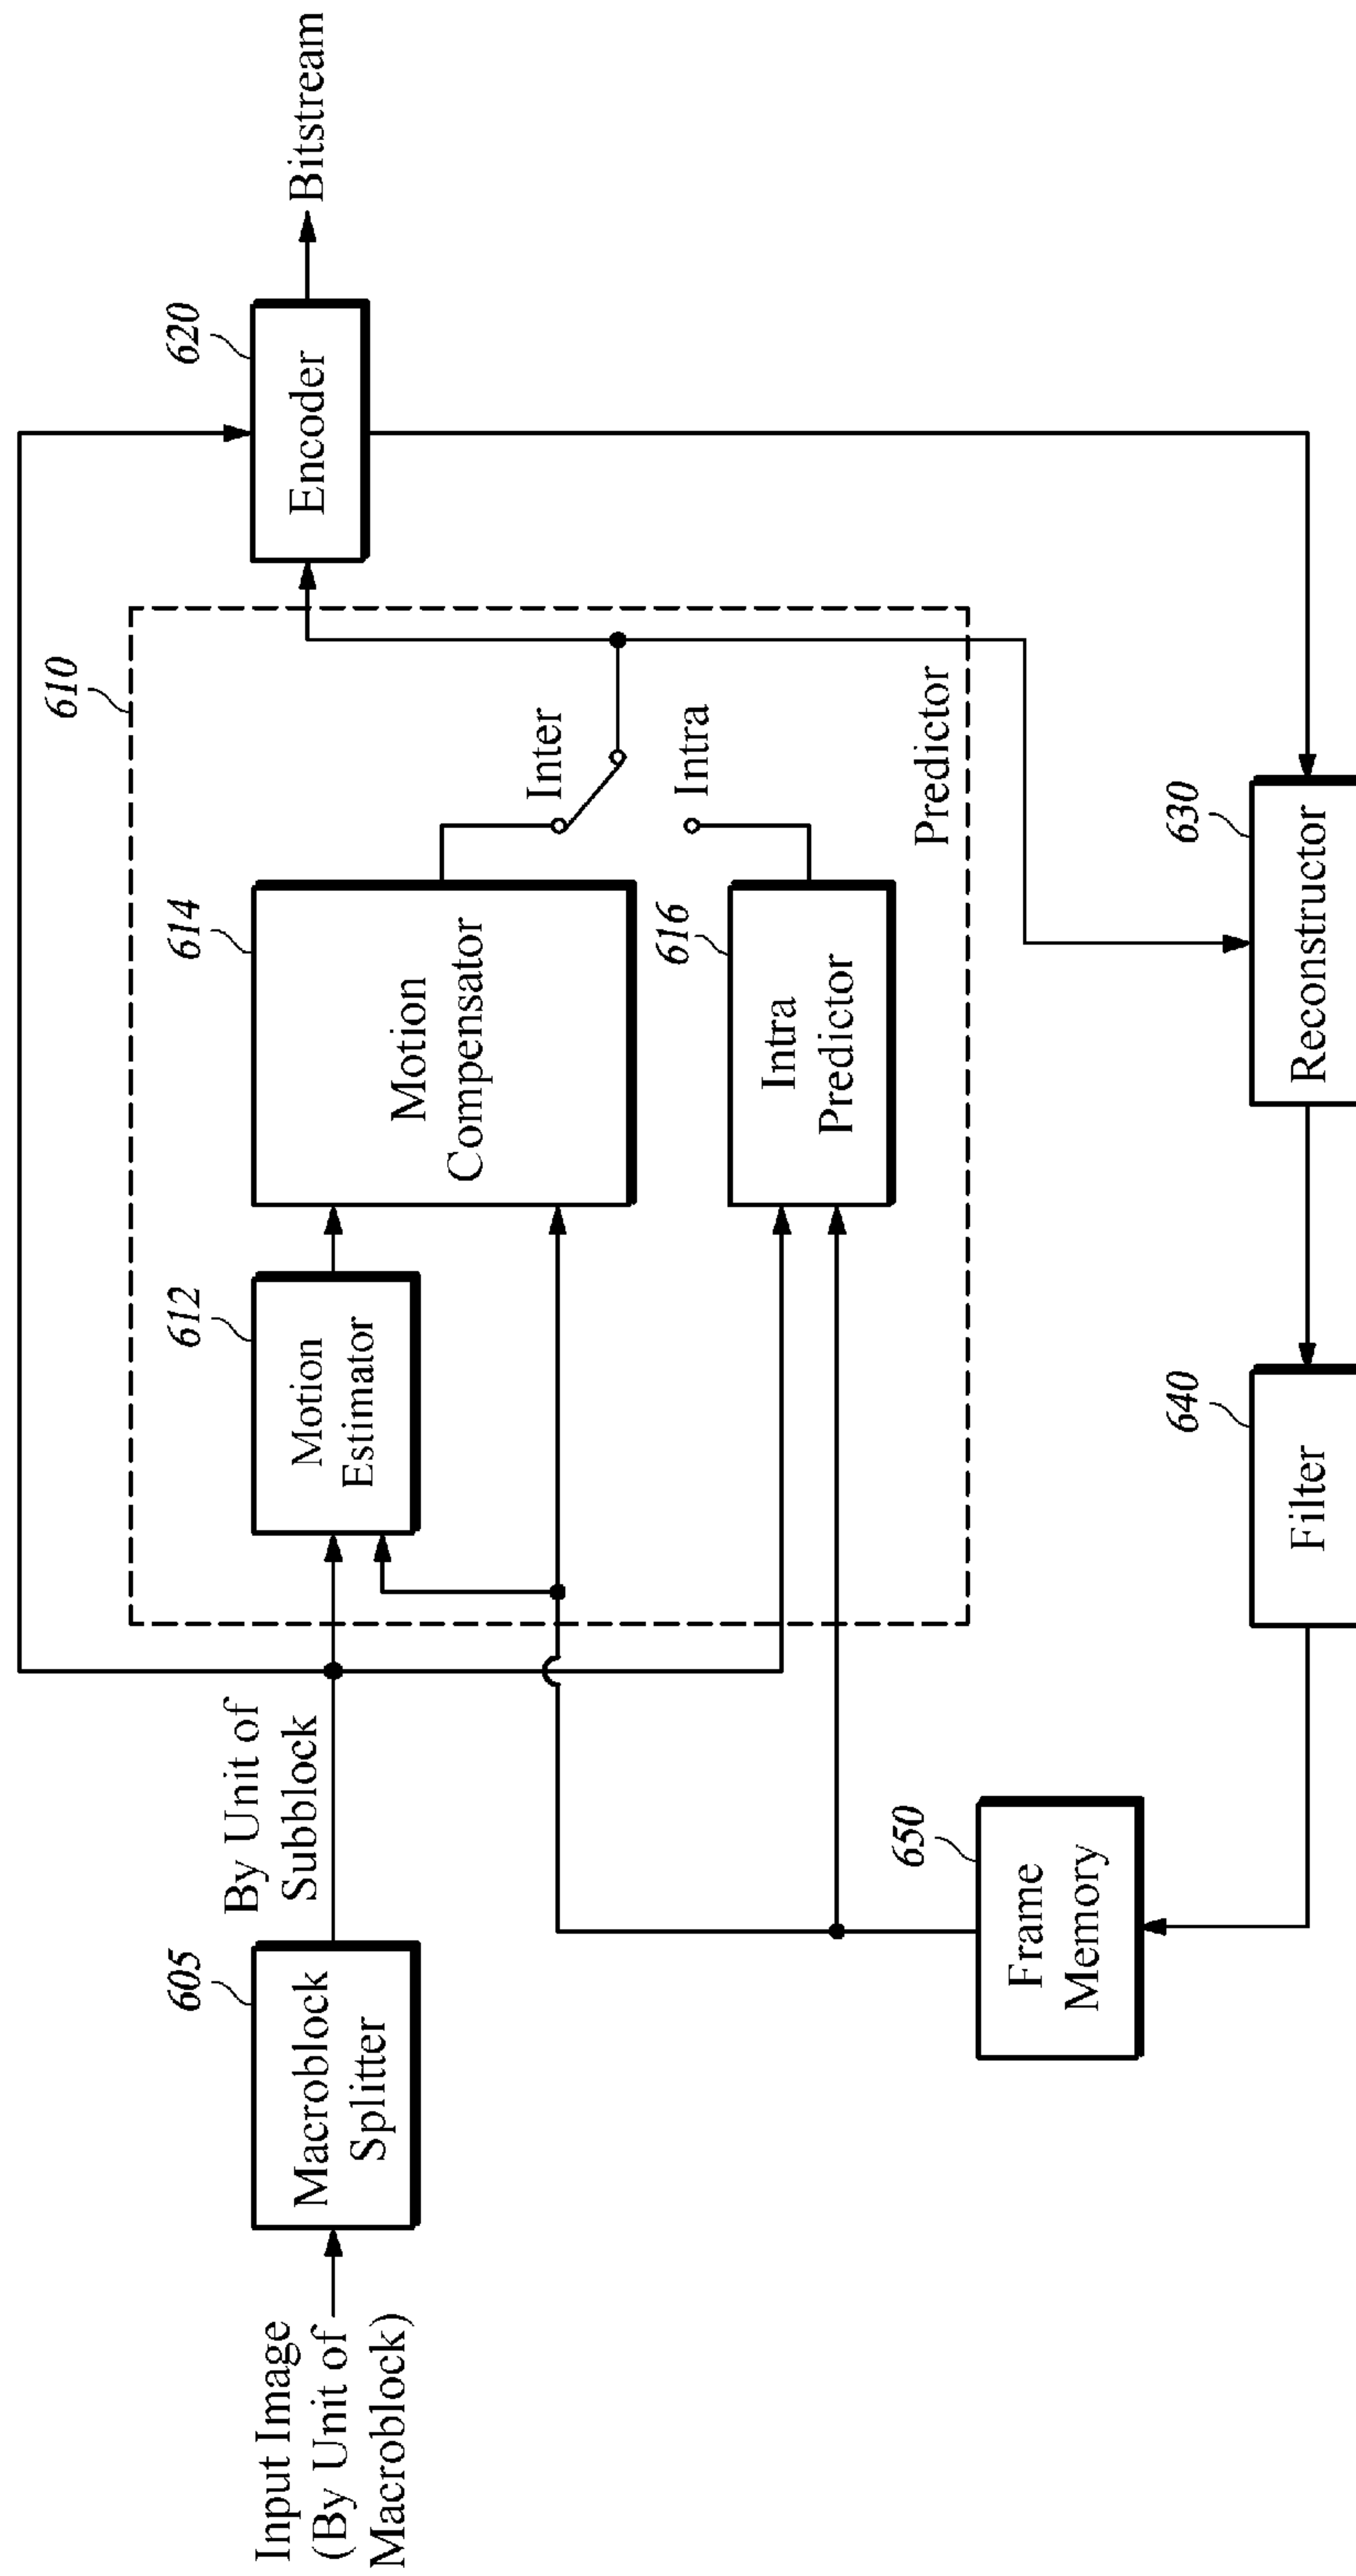 610
620
Bitstream
Encoder
605
By Unit of
Subblock
612
614
Inter
Input Image
(By Unit of
Macroblock)
Macroblock
Splitter
Motion
Estimator
Motion
Compensator
616
Intra
Intra
Predictor
Predictor
650
Frame
Memory
640
630
Filter
Reconstructor